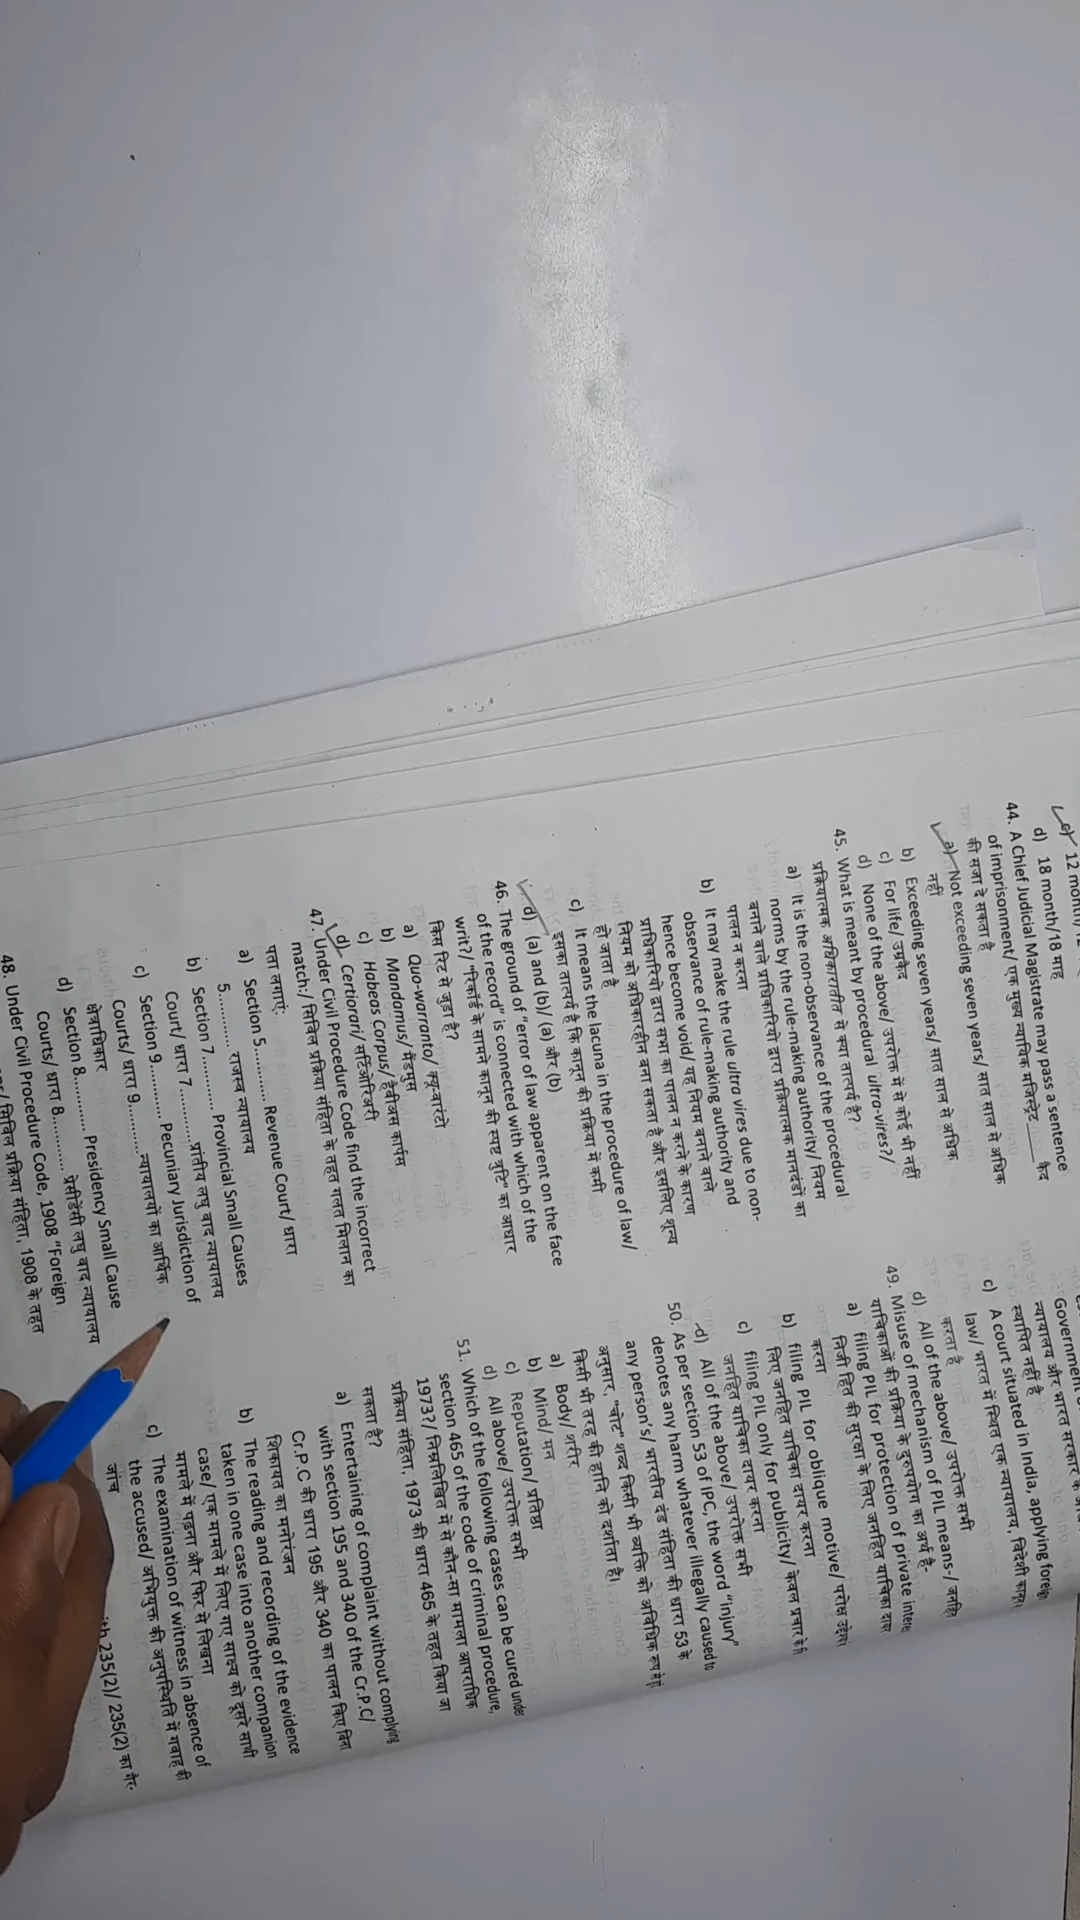 d) 18 month/18 माह
44. A Chief Judicial Magistrate may pass a sentence
of imprisonment/ एक मुख्य न्यायिक मजिस्ट्रेट _____ कैद
की सजा दे सकता है
a) Not exceeding seven years/ सात साल से अधिक
नहीं
b) Exceeding seven years/ सात साल से अधिक
c) For life/ उम्रकैद
d) None of the above/ उपरोक्त में से कोई भी नहीं
45. What is meant by procedural ultra-vires?/
प्रक्रियात्मक अधिकारातीत से क्या तात्पर्य है?
a) It is the non-observance of the procedural
norms by the rule-making authority/ नियम
बनाने वाले प्राधिकारियो द्वारा प्रक्रियात्मक मानदंडों का
पालन न करना
b) It may make the rule ultra vires due to non-
observance of rule-making authority and
hence become void/ यह नियम बनाने वाले
प्राधिकारियो द्वारा सभा का पालन न करने के कारण
नियम को अधिकारहीन बना सकता है और इसलिए शून्य
हो जाता है
c) It means the lacuna in the procedure of law/
इसका तात्पर्य है कि कानून की प्रक्रिया में कमी
d) (a) and (b)/ (a) और (b)
46. The ground of "error of law apparent on the face
of the record" is connected with which of the
writ?/ "रिकॉर्ड के सामने कानून की स्पष्ट त्रुटि" का आधार
किस रिट से जुड़ा है?
a) Quo-warranto/ क्यू-वारंटो
b) Mandamus/ मैंडमुस
c) Habeas Corpus/ हैबीअस कार्पस
d) Certiorari/ सर्टिओरिअरी
47. Under Civil Procedure Code find the incorrect
match:/ सिविल प्रक्रिया संहिता के तहत गलत मिलान का
पता लगाएं:
a) Section 5.......... Revenue Court/ धारा
5........... राजस्व न्यायालय
b) Section 7........... Provincial Small Causes
Court/ धारा 7...........प्रांतीय लघु वाद न्यायालय
c) Section 9........... Pecuniary Jurisdiction of
Courts/ धारा 9...........न्यायालयों का आर्थिक
क्षेत्राधिकार
d) Section 8........... Presidency Small Cause
Courts/ धारा 8........... प्रेसीडेंसी लघु वाद न्यायालय
48. Under Civil Procedure Code, 1908 "Foreign
सिविल प्रक्रिया संहिता, 1908 के तहत
Government
न्यायालय और भारत सरकार के
स्थापित नहीं है
c) A court situated in India, applying foreign
law/ भारत में स्थित एक न्यायालय, विदेशी कानून
करता है
d) All of the above/ उपरोक्त सभी
49. Misuse of mechanism of PIL means-/ जनहित
याचिकाओं की प्रक्रिया के दुरुपयोग का अर्थ है-
a) filing PIL for protection of private interest/
निजी हित की सुरक्षा के लिए जनहित याचिका दायर
करना
b) filing PIL for oblique motive/ परोक्ष उद्देश्य
लिए जनहित याचिका दायर करना
c) filing PIL only for publicity/ केवल प्रचार के लिए
जनहित याचिका दायर करना
d) All of the above/ उपरोक्त सभी
50. As per section 53 of IPC, the word "injury"
denotes any harm whatever illegally caused to
any person's/ भारतीय दंड संहिता की धारा 53 के
अनुसार, "चोट" शब्द किसी भी व्यक्ति को अविधिक रूप से हुई
किसी भी तरह की हानि को दर्शाता है।
a) Body/ शरीर
b) Mind/ मन
c) Reputation/ प्रतिष्ठा
d) All above/ उपरोक्त सभी
51. Which of the following cases can be cured under
section 465 of the code of criminal procedure,
1973?/ निम्नलिखित में से कौन-सा मामला आपराधिक
प्रक्रिया संहिता, 1973 की धारा 465 के तहत किया जा
सकता है?
a) Entertaining of complaint without complying
with section 195 and 340 of the Cr.P.C/
Cr.P.C की धारा 195 और 340 का पालन किए बिना
शिकायत का मनोरंजन
b) The reading and recording of the evidence
taken in one case into another companion
case/ एक मामले में लिए गए साक्ष्य को दूसरे साथी
मामले में पढ़ना और फिर से लिखना
c) The examination of witness in absence of
the accused/ अभियुक्त की अनुपस्थिति में गवाह की
जांच
235(2)/ 235(2) का गैर-